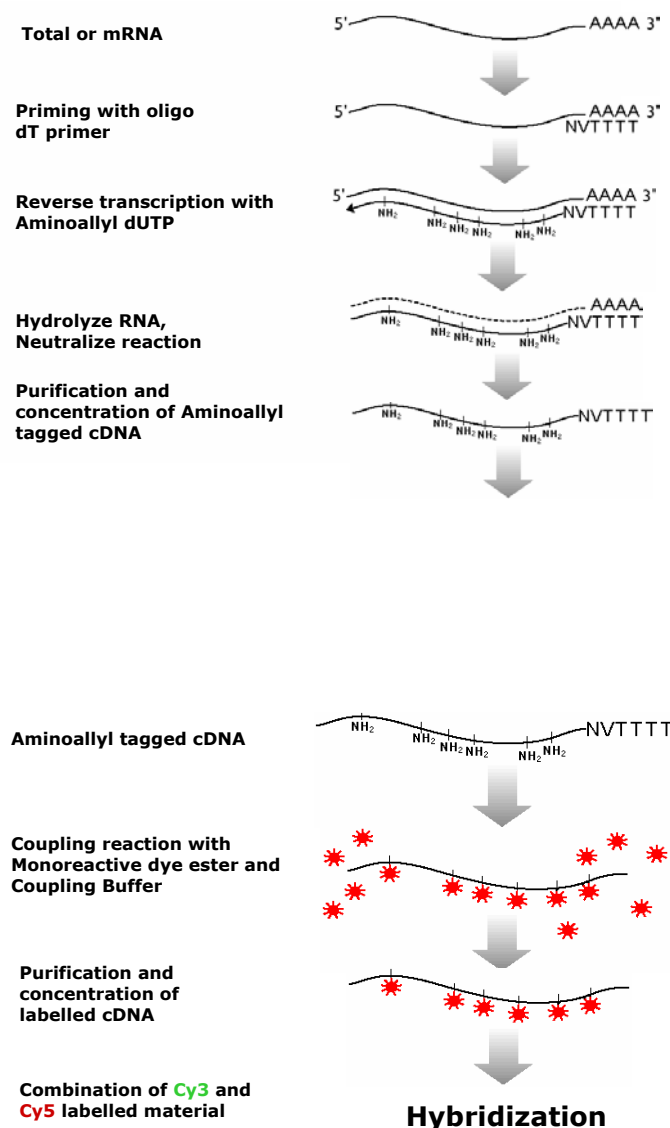 Total or mRNA
5' AAAA 3"
Priming with oligo
dT primer
5' AAAA 3"
NVTTTT
Reverse transcription with
Aminoallyl dUTP
5' AAAA 3"
NVTTTT
NH2 NH2 NH2 NH2 NH2 NH2
Hydrolyze RNA,
Neutralize reaction
AAAA
NVTTTT
NH2 NH2 NH2 NH2 NH2 NH2
Purification and
concentration of Aminoallyl
tagged cDNA
NVTTTT
NH2 NH2 NH2 NH2 NH2 NH2
Aminoallyl tagged cDNA
NVTTTT
NH2 NH2 NH2 NH2 NH2 NH2
Coupling reaction with
Monoreactive dye ester and
Coupling Buffer
Purification and
concentration of
labelled cDNA
Combination of Cy3 and
Cy5 labelled material
Hybridization